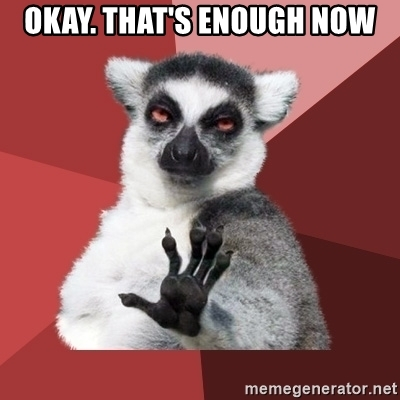 OKAY. THAT'S ENOUGH NOW
memegenerator.net